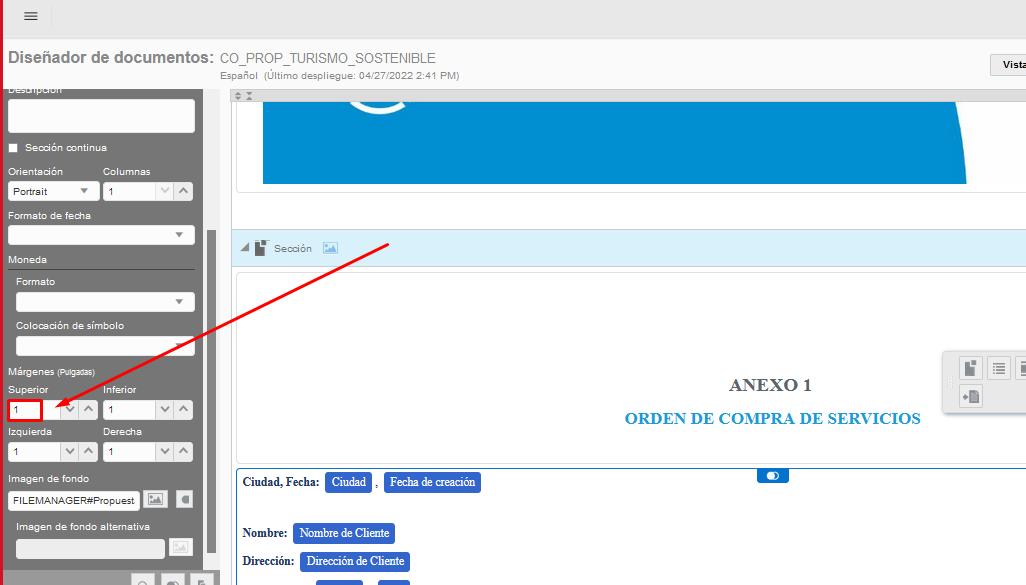 Diseñador de documentos: CO_PROP_TURISMO_SOSTENIBLE
Español (Último despliegue: 04/27/2022 2:41 PM)
Vista
Descripción
Sección continua
Orientación Columnas
Portrait 1
Formato de fecha
Moneda
Formato
Colocación de símbolo
Márgenes (Pulgadas)
Superior Inferior
1 1
Izquierda Derecha
1 1
Imagen de fondo
FILEMANAGER#Propuest
Imagen de fondo alternativa
Sección
ANEXO 1
ORDEN DE COMPRA DE SERVICIOS
Ciudad, Fecha: Ciudad , Fecha de creación
Nombre: Nombre de Cliente
Dirección: Dirección de Cliente